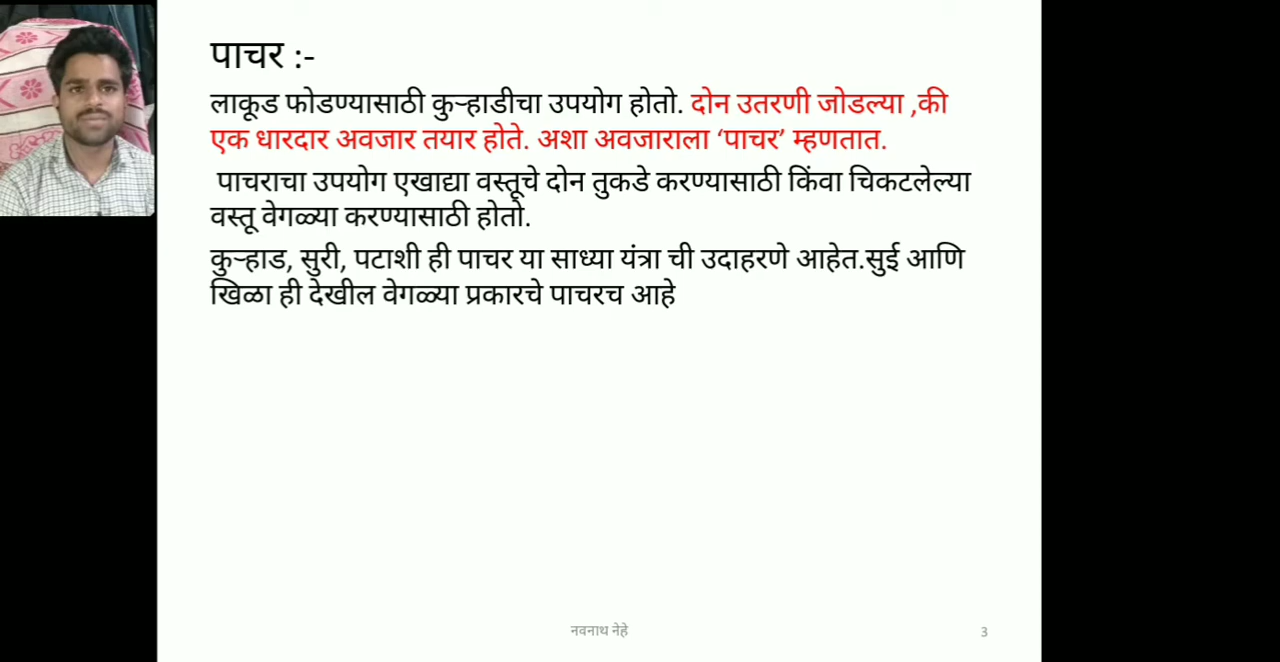 पाचर :-
लाकूड फोडण्यासाठी कुऱ्हाडीचा उपयोग होतो. दोन उतरणी जोडल्या ,की
एक धारदार अवजार तयार होते. अशा अवजाराला ‘पाचर’ म्हणतात.
पाचराचा उपयोग एखाद्या वस्तूचे दोन तुकडे करण्यासाठी किंवा चिकटलेल्या
वस्तू वेगळ्या करण्यासाठी होतो.
कुऱ्हाड, सुरी, पटाशी ही पाचर या साध्या यंत्रा ची उदाहरणे आहेत.सुई आणि
खिळा ही देखील वेगळ्या प्रकारचे पाचरच आहे
नवनाथ नेहे
3